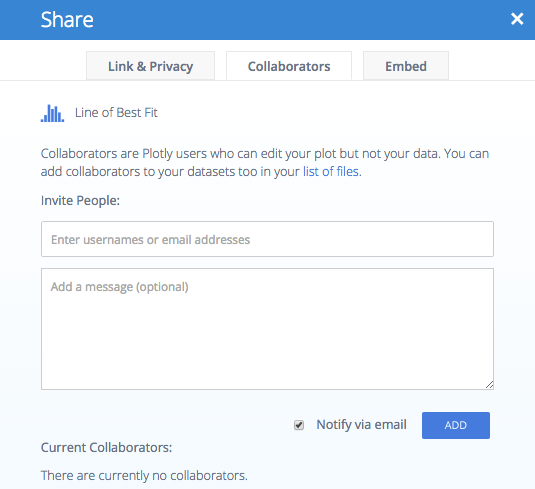 Share
×
Link & Privacy
Collaborators
Embed
Line of Best Fit
Collaborators are Plotly users who can edit your plot but not your data. You can
add collaborators to your datasets too in your list of files.
Invite People:
Enter usernames or email addresses
Add a message (optional)
Notify via email
ADD
Current Collaborators:
There are currently no collaborators.